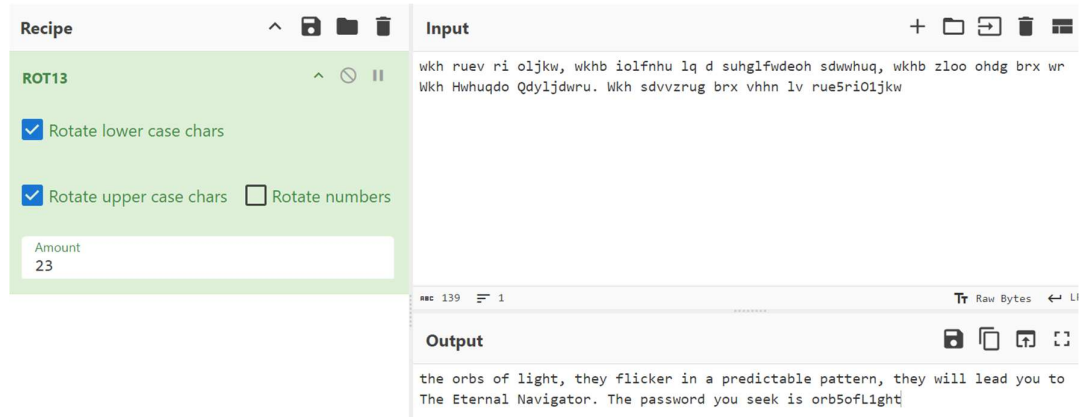 Recipe
ROT13
Rotate lower case chars
Rotate upper case chars Rotate numbers
Amount
23
Input
wkh ruev ri oljkw, wkhb iolfnhu lq d suhglfwdeoh sdwwhuq, wkhb zloo ohdg brx wr
Wkh Hwhuqdo Qdyljdwru. Wkh sdvvzrug brx vhhn lv rue5riO1jkw
ABC 139 1 Tт Raw Bytes
Output
the orbs of light, they flicker in a predictable pattern, they will lead you to
The Eternal Navigator. The password you seek is orb5ofL1ght